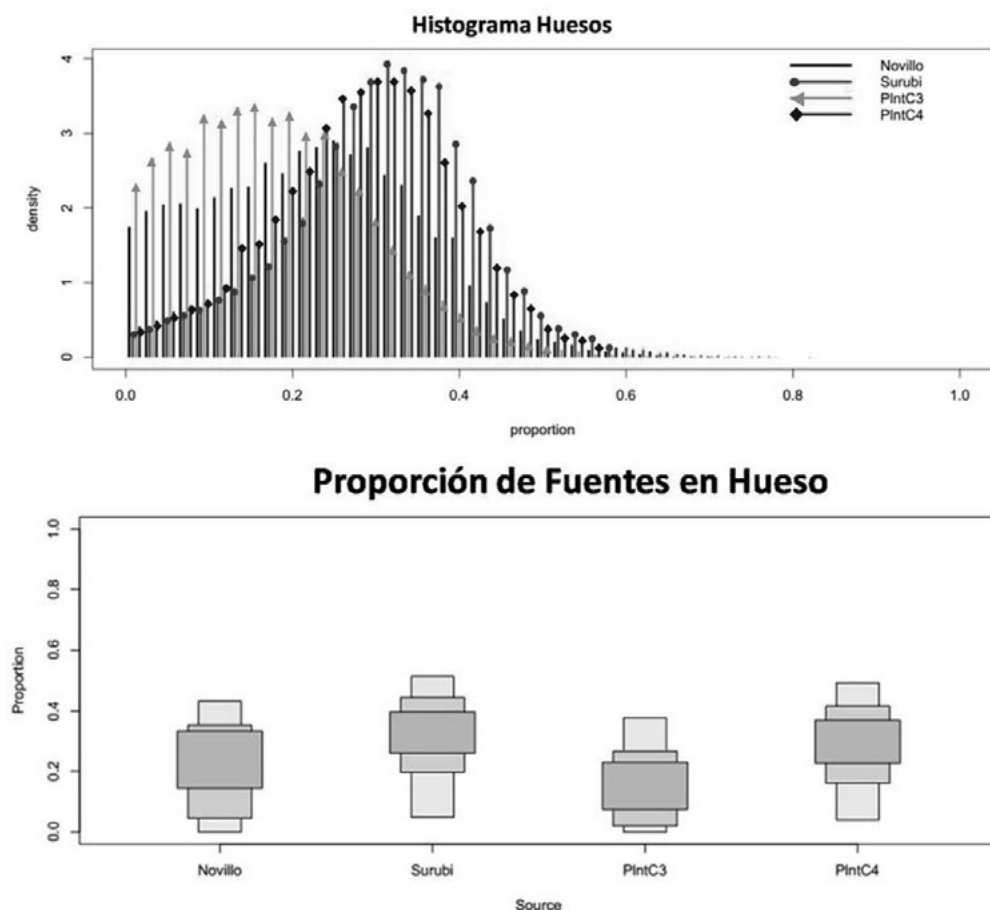 Histograma Huesos
4
3
2
1
0
density
Novillo
Surubi
PlntC3
PlntC4
0.0 0.2 0.4 0.6 0.8 1.0
proportion
Proporción de Fuentes en Hueso
1.0
0.8
0.6
0.4
0.2
0.0
Proportion
Novillo Surubi PlntC3 PlntC4
Source